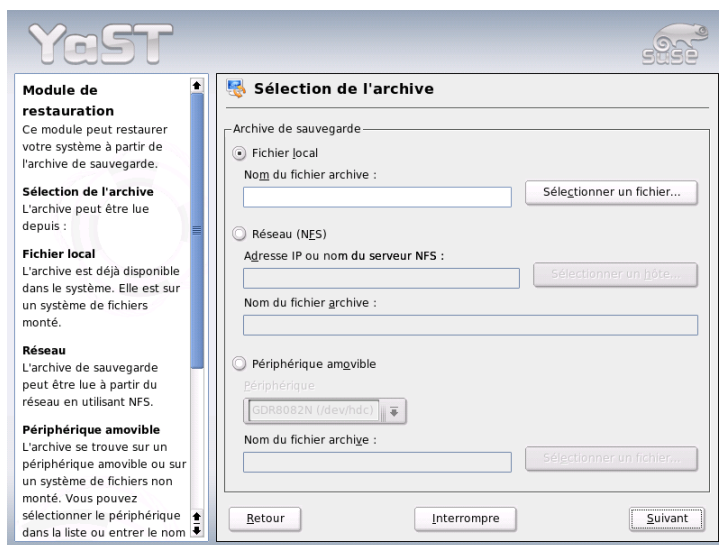 YaST
SUSE
Module de
restauration
Ce module peut restaurer
votre système à partir de
l'archive de sauvegarde.
Sélection de l'archive
L'archive peut être lue
depuis :
Fichier local
L'archive est déjà disponible
dans le système. Elle est sur
un système de fichiers
monté.
Réseau
L'archive de sauvegarde
peut être lue à partir du
réseau en utilisant NFS.
Périphérique amovible
L'archive se trouve sur un
périphérique amovible ou sur
un système de fichiers non
monté. Vous pouvez
sélectionner le périphérique
dans la liste ou entrer le nom
Sélection de l'archive
Archive de sauvegarde
Fichier local
Nom du fichier archive :
Sélectionner un fichier...
Réseau (NFS)
Adresse IP ou nom du serveur NFS :
Sélectionner un hôte...
Nom du fichier archive :
Périphérique amovible
Périphérique
GDR8082N (/dev/hdc)
Nom du fichier archive :
Sélectionner un fichier...
Retour
Interrompre
Suivant